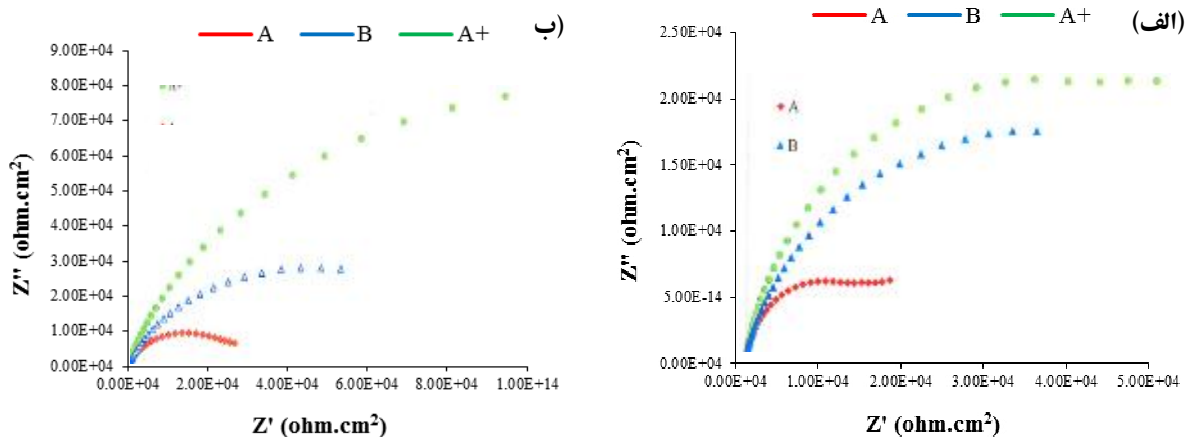 (الف)
A B A+
2.50E+04
2.00E+04
1.50E+04
1.00E+04
5.00E-14
0.00E+04
A
B
Z'' (ohm.cm²)
0.00E+04 1.00E+04 2.00E+04 3.00E+04 4.00E+04 5.00E+04
Z' (ohm.cm²)
(ب
A B A+
9.00E+04
8.00E+04
7.00E+04
6.00E+04
5.00E+04
4.00E+04
3.00E+04
2.00E+04
1.00E+04
0.00E+04
Z'' (ohm.cm²)
0.00E+04 2.00E+04 4.00E+04 6.00E+04 8.00E+04 1.00E+14
Z' (ohm.cm²)